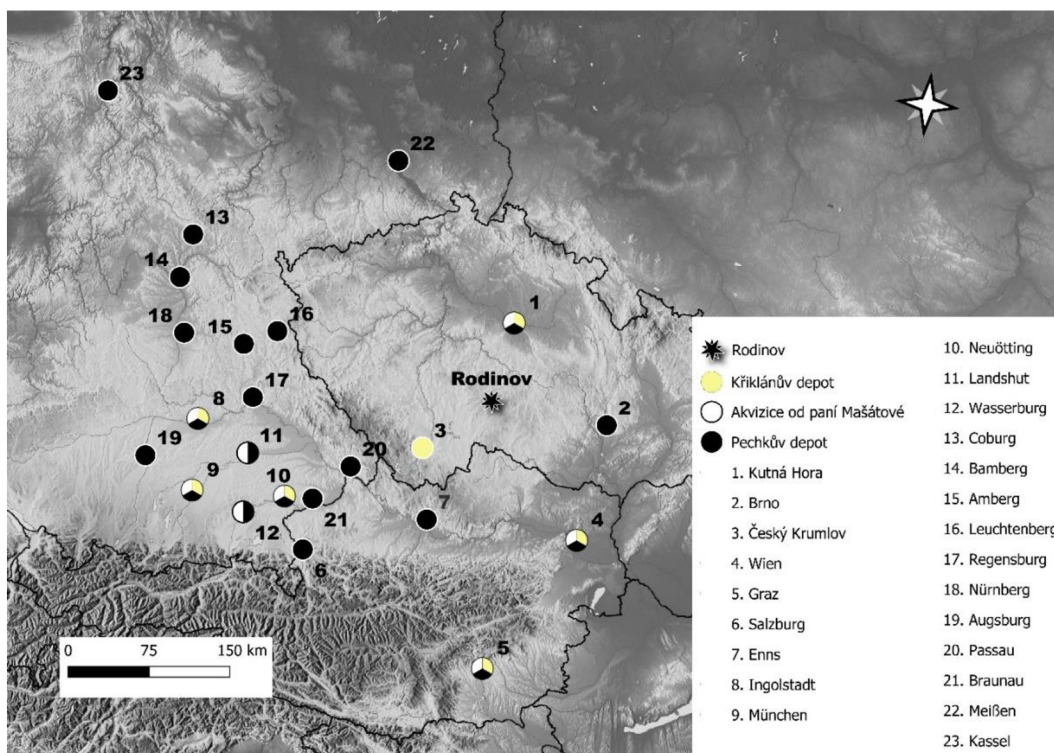 23
22
13
14
1
18
15
16
Rodinov
17
8
2
11
3
19
20
9
10
7
4
12
21
6
0 75 150 km
5
Rodinov
Křiklánův depot
Akvizice od paní Mašátové
Pechkův depot
1. Kutná Hora
2. Brno
3. Český Krumlov
4. Wien
5. Graz
6. Salzburg
7. Enns
8. Ingolstadt
9. München
10. Neuötting
11. Landshut
12. Wasserburg
13. Coburg
14. Bamberg
15. Amberg
16. Leuchtenberg
17. Regensburg
18. Nürnberg
19. Augsburg
20. Passau
21. Braunau
22. Meißen
23. Kassel